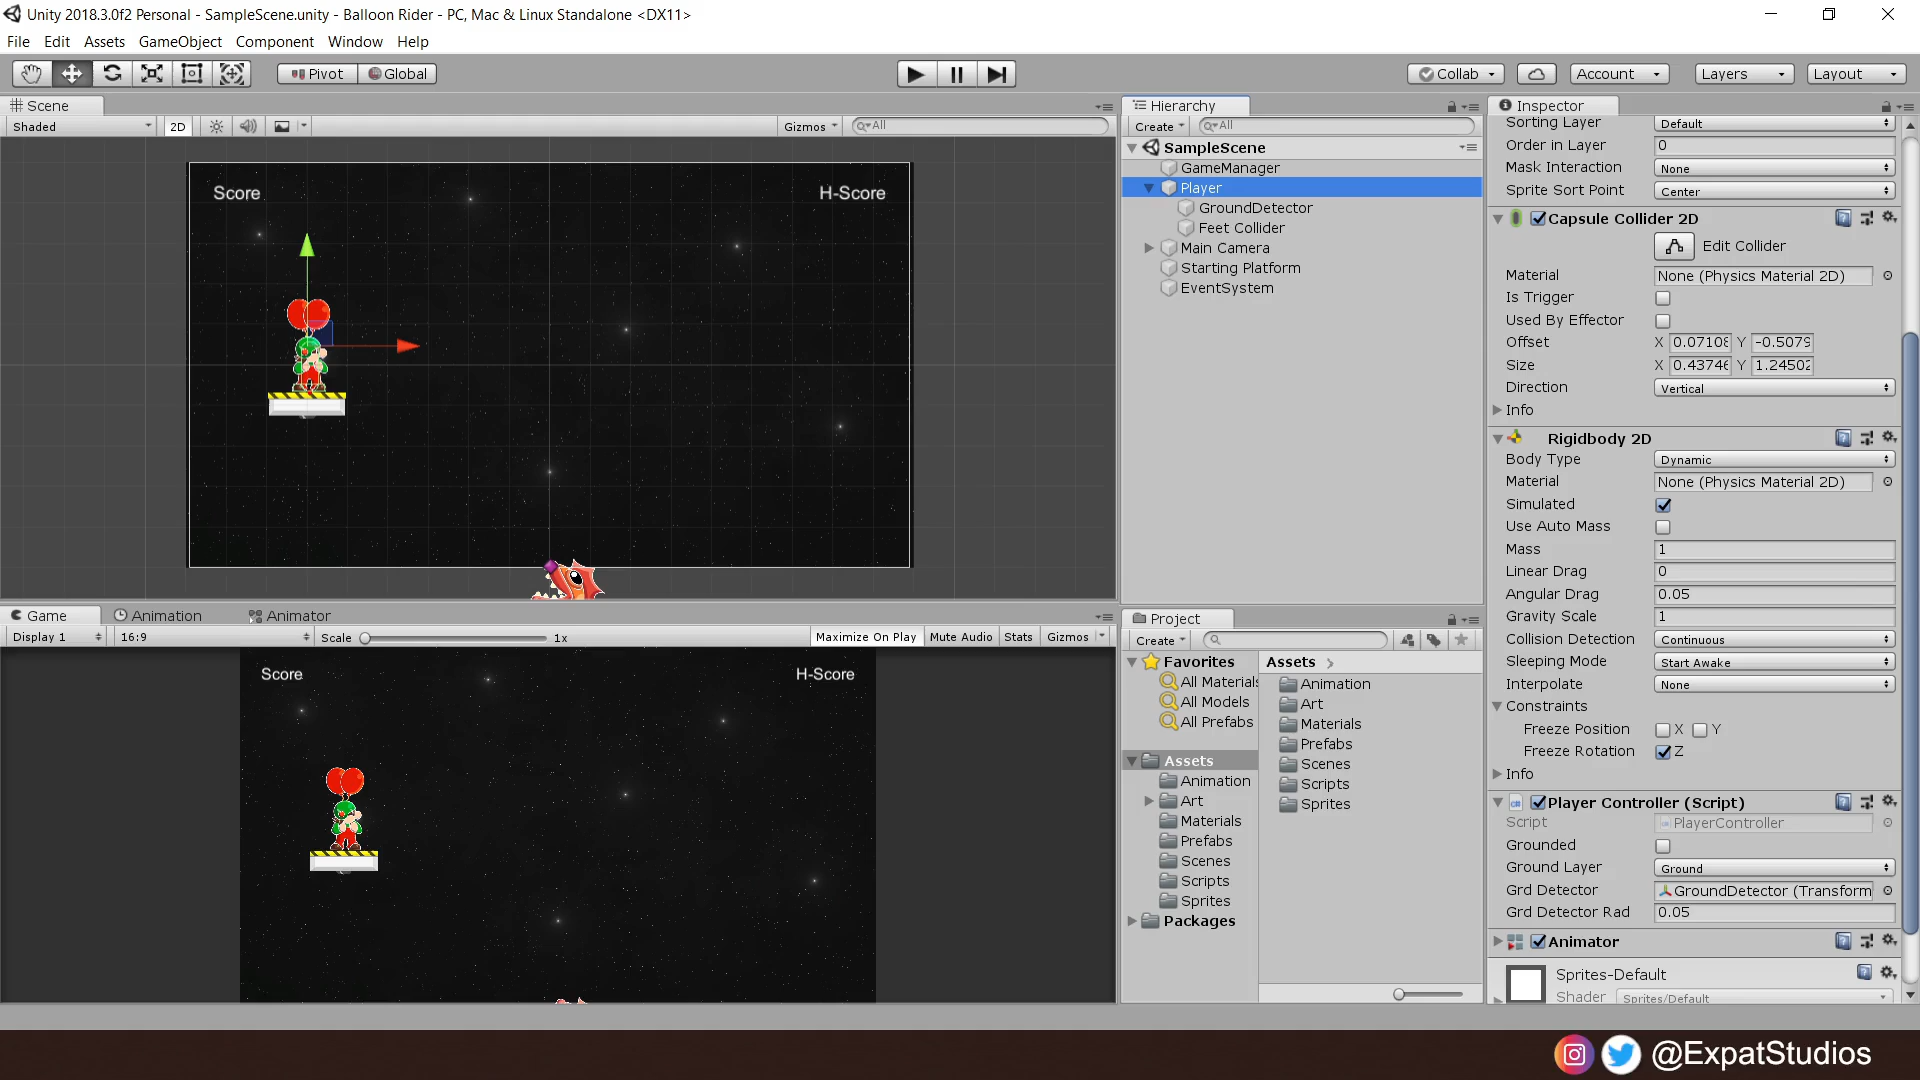 Unity 2018.3.0f2 Personal - SampleScene.unity - Balloon Rider - PC, Mac & Linux Standalone <DX11>
File Edit Assets GameObject Component Window Help
Pivot Global Collab Account Layers Layout
Scene
Shaded 2D Gizmos All
Score H-Score
Game Animation Animator
Display 1 16:9 Scale 1x Maximize On Play Mute Audio Stats Gizmos
Score H-Score
Hierarchy
Create All
SampleScene
GameManager
Player
GroundDetector
Feet Collider
Main Camera
Starting Platform
EventSystem
Project
Create
Favorites
All Materials
All Models
All Prefabs
Assets
Animation
Art
Materials
Prefabs
Scenes
Scripts
Sprites
Packages
Assets
Animation
Art
Materials
Prefabs
Scenes
Scripts
Sprites
Inspector
Sorting Layer Default
Order in Layer 0
Mask Interaction None
Sprite Sort Point Center
Capsule Collider 2D
Edit Collider
Material None (Physics Material 2D)
Is Trigger
Used By Effector
Offset X 0.07108 Y -0.5079
Size X 0.43746 Y 1.24502
Direction Vertical
Info
Rigidbody 2D
Body Type Dynamic
Material None (Physics Material 2D)
Simulated
Use Auto Mass
Mass 1
Linear Drag 0
Angular Drag 0.05
Gravity Scale 1
Collision Detection Continuous
Sleeping Mode Start Awake
Interpolate None
Constraints
Freeze Position X Y
Freeze Rotation Z
Info
Player Controller (Script)
Script PlayerController
Grounded
Ground Layer Ground
Grd Detector GroundDetector (Transform
Grd Detector Rad 0.05
Animator
Sprites-Default
Shader Sprites/Default
@ExpatStudios